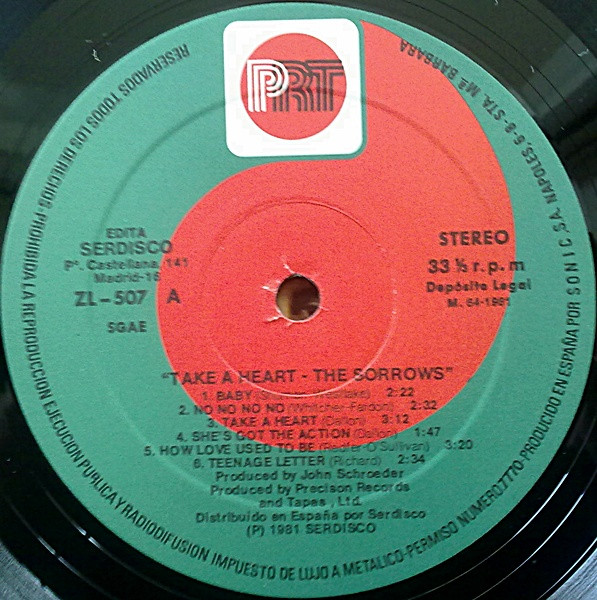 PRT
EDITA
SERDISCO
Pº. Castellana, 141
Madrid-16
ZL-507 A
SGAE
STEREO
33 ⅓ r.p.m
Depósito Legal
M. 64-1981
"TAKE A HEART - THE SORROWS"
1. BABY 2:22
2. NO NO NO NO (Whitcher-Fardon) 2:32
3. TAKE A HEART (Dallon) 3:12
4. SHE'S GOT THE ACTION 1:47
5. HOW LOVE USED TO BE (Reofer-O'Sullivan) 3:20
6. TEENAGE LETTER (Richard) 2:34
Produced by John Schroeder
Produced by Precison Records
and Tapes, Ltd.
Distribuido en España por Serdisco
(P) 1981 SERDISCO
RESERVADOS TODOS LOS DERECHOS PROHIBIDA LA REPRODUCCION EJECUCION PUBLICA Y RADIODIFUSION IMPUESTO DE LUJO A METALICO-PERMISO NUMERO 7770-PRODUCIDO EN ESPAÑA POR SONIC S.A. NAPOLES, 6-8-STA. Mª BARBARA